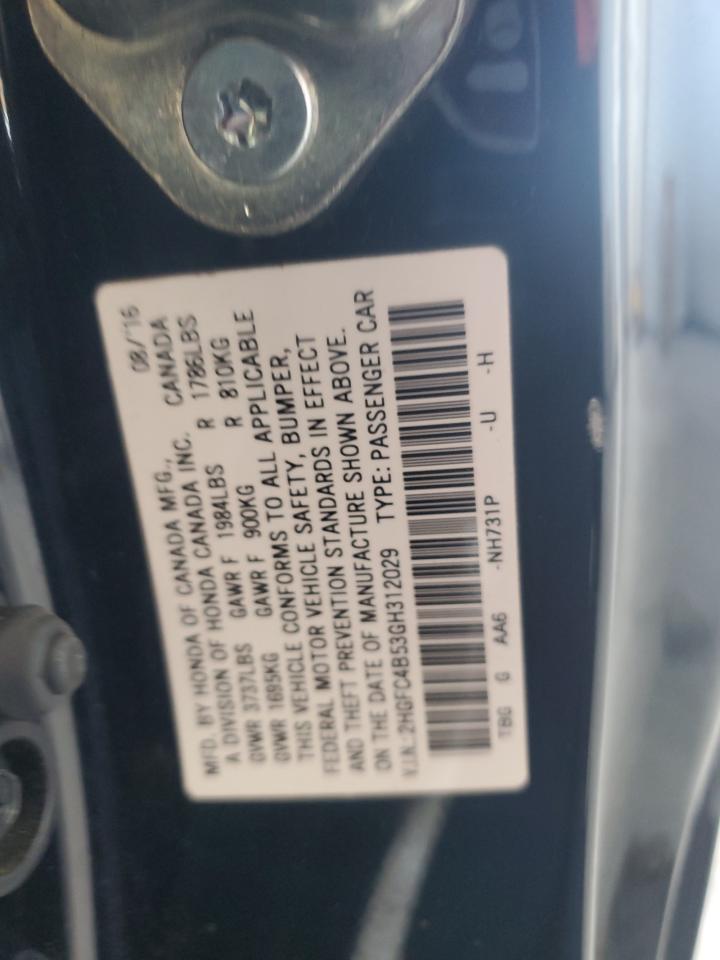 MFD. BY HONDA OF CANADA MFG., 08/'16
A DIVISION OF HONDA CANADA INC. CANADA
GVWR 3737LBS GAWR F 1984LBS R 1786LBS
GVWR 1695KG GAWR F 900KG R 810KG
THIS VEHICLE CONFORMS TO ALL APPLICABLE
FEDERAL MOTOR VEHICLE SAFETY, BUMPER,
AND THEFT PREVENTION STANDARDS IN EFFECT
ON THE DATE OF MANUFACTURE SHOWN ABOVE.
V.I.N. 2HGFC4B53GH312029 TYPE: PASSENGER CAR
TBG G AA6 -NH731P -U -H